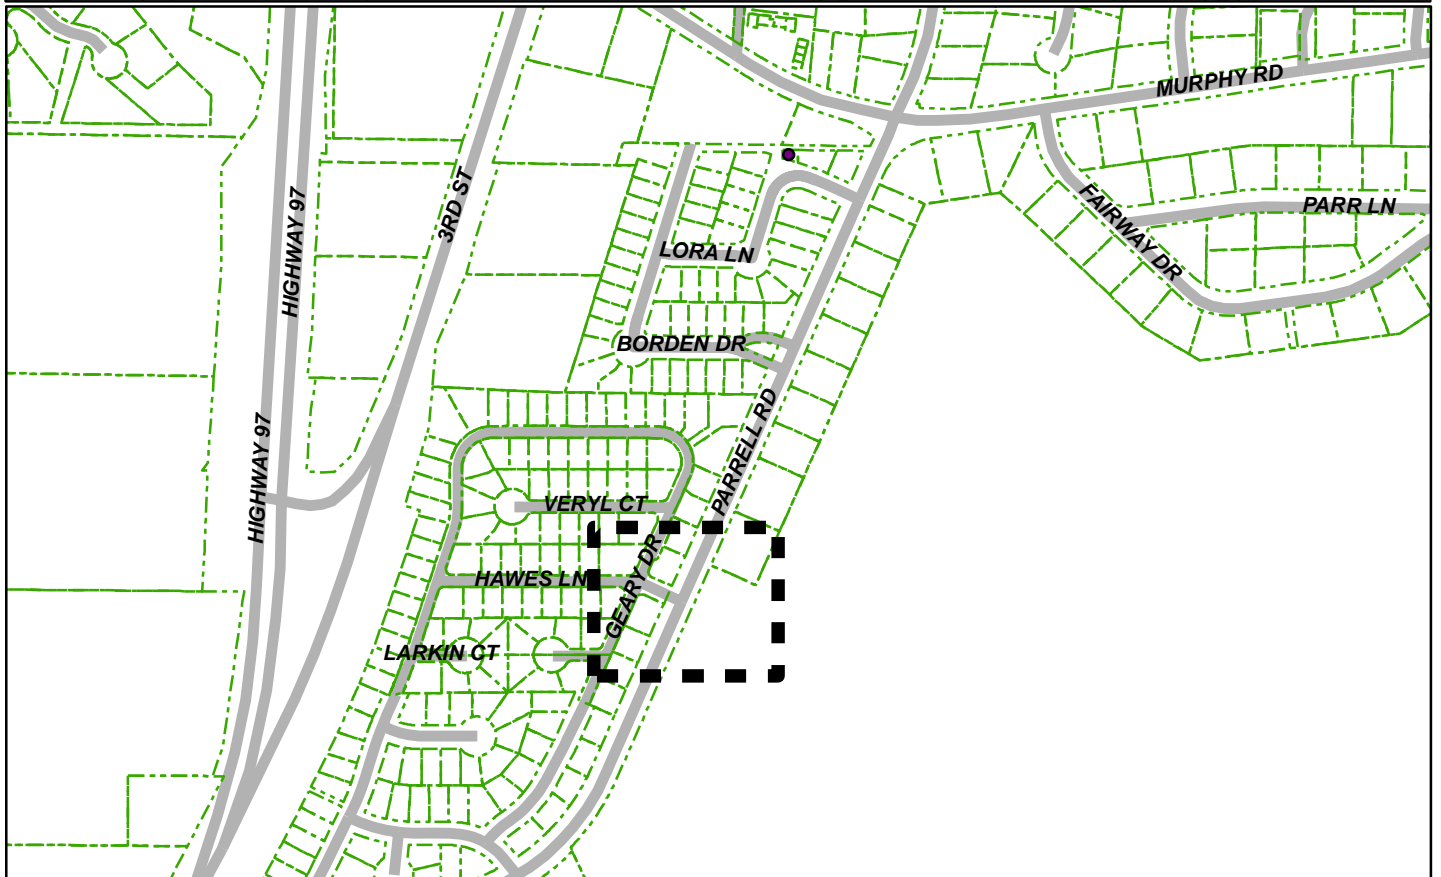 MURPHY RD
HIGHWAY 97
3RD ST
FAIRWAY DR
PARR LN
LORA LN
BORDEN DR
PARRELL RD
HIGHWAY 97
VERYL CT
GEARY DR
HAWES LN
LARKIN CT